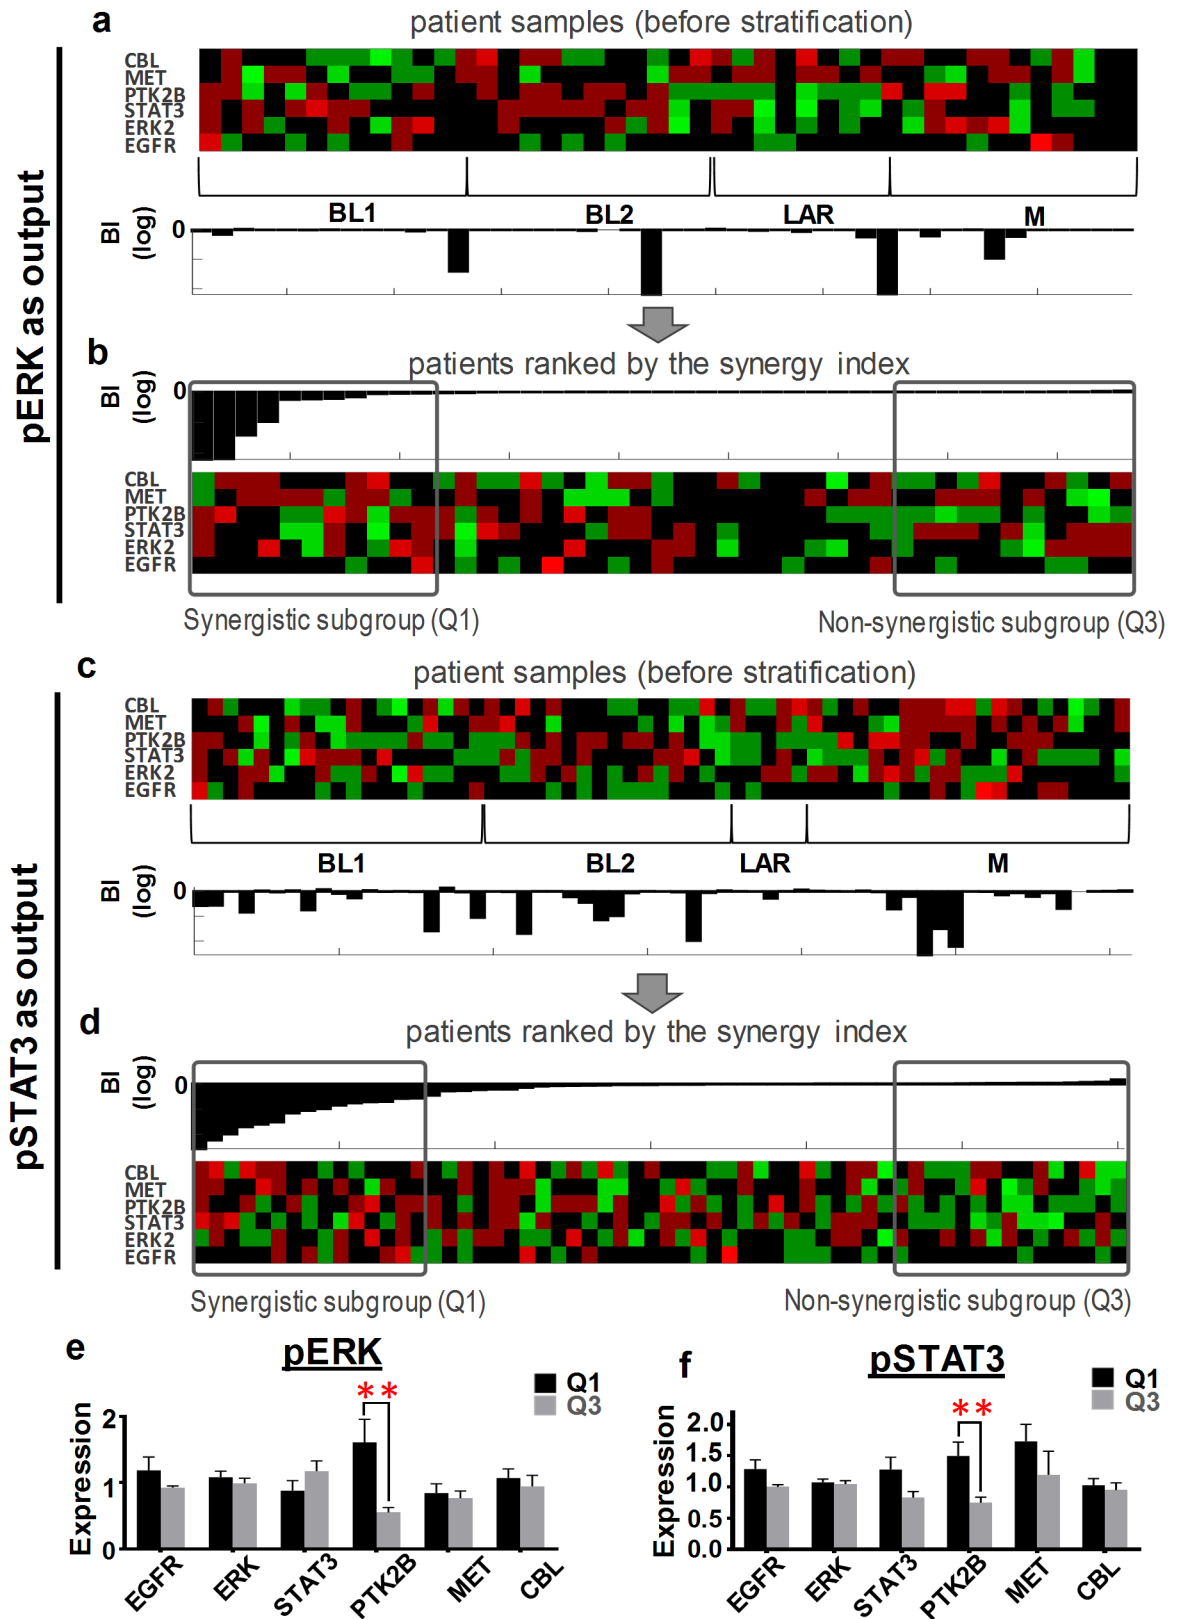 a
patient samples (before stratification)
CBL
MET
PTK2B
STAT3
ERK2
EGFR
BL1
BL2
LAR
M
BI
(log)
0
pERK as output
b
patients ranked by the synergy index
BI
(log)
0
CBL
MET
PTK2B
STAT3
ERK2
EGFR
Synergistic subgroup (Q1)
Non-synergistic subgroup (Q3)
c
patient samples (before stratification)
CBL
MET
PTK2B
STAT3
ERK2
EGFR
BL1
BL2
LAR
M
BI
(log)
0
pSTAT3 as output
d
patients ranked by the synergy index
BI
(log)
0
CBL
MET
PTK2B
STAT3
ERK2
EGFR
Synergistic subgroup (Q1)
Non-synergistic subgroup (Q3)
e
pERK
Q1
Q3
**
Expression
2
1
0
EGFR
ERK
STAT3
PTK2B
MET
CBL
f
pSTAT3
Q1
Q3
**
Expression
2.0
1.5
1.0
0.5
0.0
EGFR
ERK
STAT3
PTK2B
MET
CBL